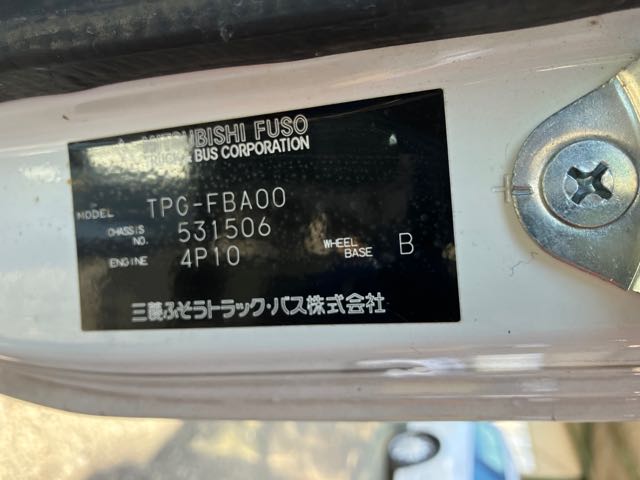 MITSUBISHI FUSO
TRUCK & BUS CORPORATION
MODEL TPG-FBA00
CHASSIS NO. 531506
ENGINE 4P10 WHEEL BASE B
三菱ふそうトラック・バス株式会社